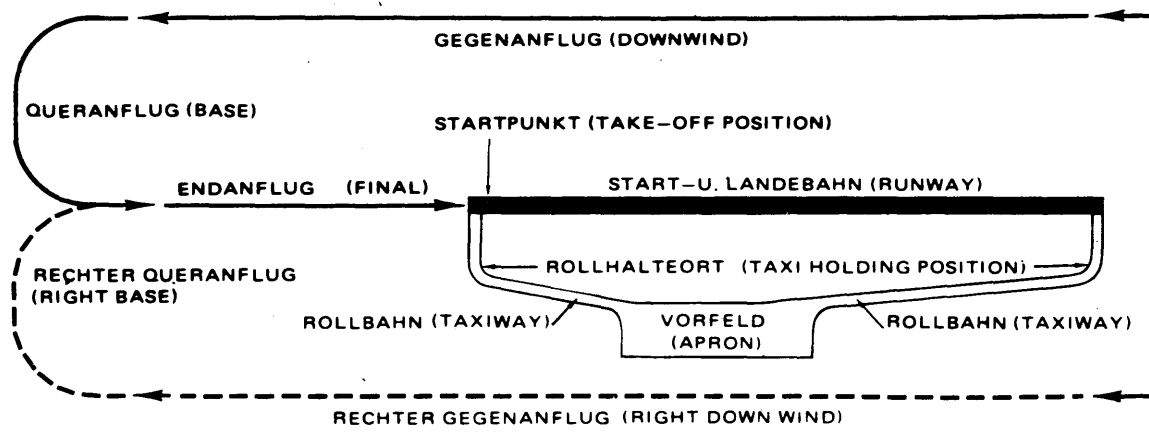 GEGENANFLUG (DOWNWIND)
QUERANFLUG (BASE)
STARTPUNKT (TAKE–OFF POSITION)
ENDANFLUG (FINAL)
START–U. LANDEBAHN (RUNWAY)
RECHTER QUERANFLUG
(RIGHT BASE)
ROLLHALTEORT (TAXI HOLDING POSITION)
ROLLBAHN (TAXIWAY)
VORFELD
(APRON)
ROLLBAHN (TAXIWAY)
RECHTER GEGENANFLUG (RIGHT DOWN WIND)